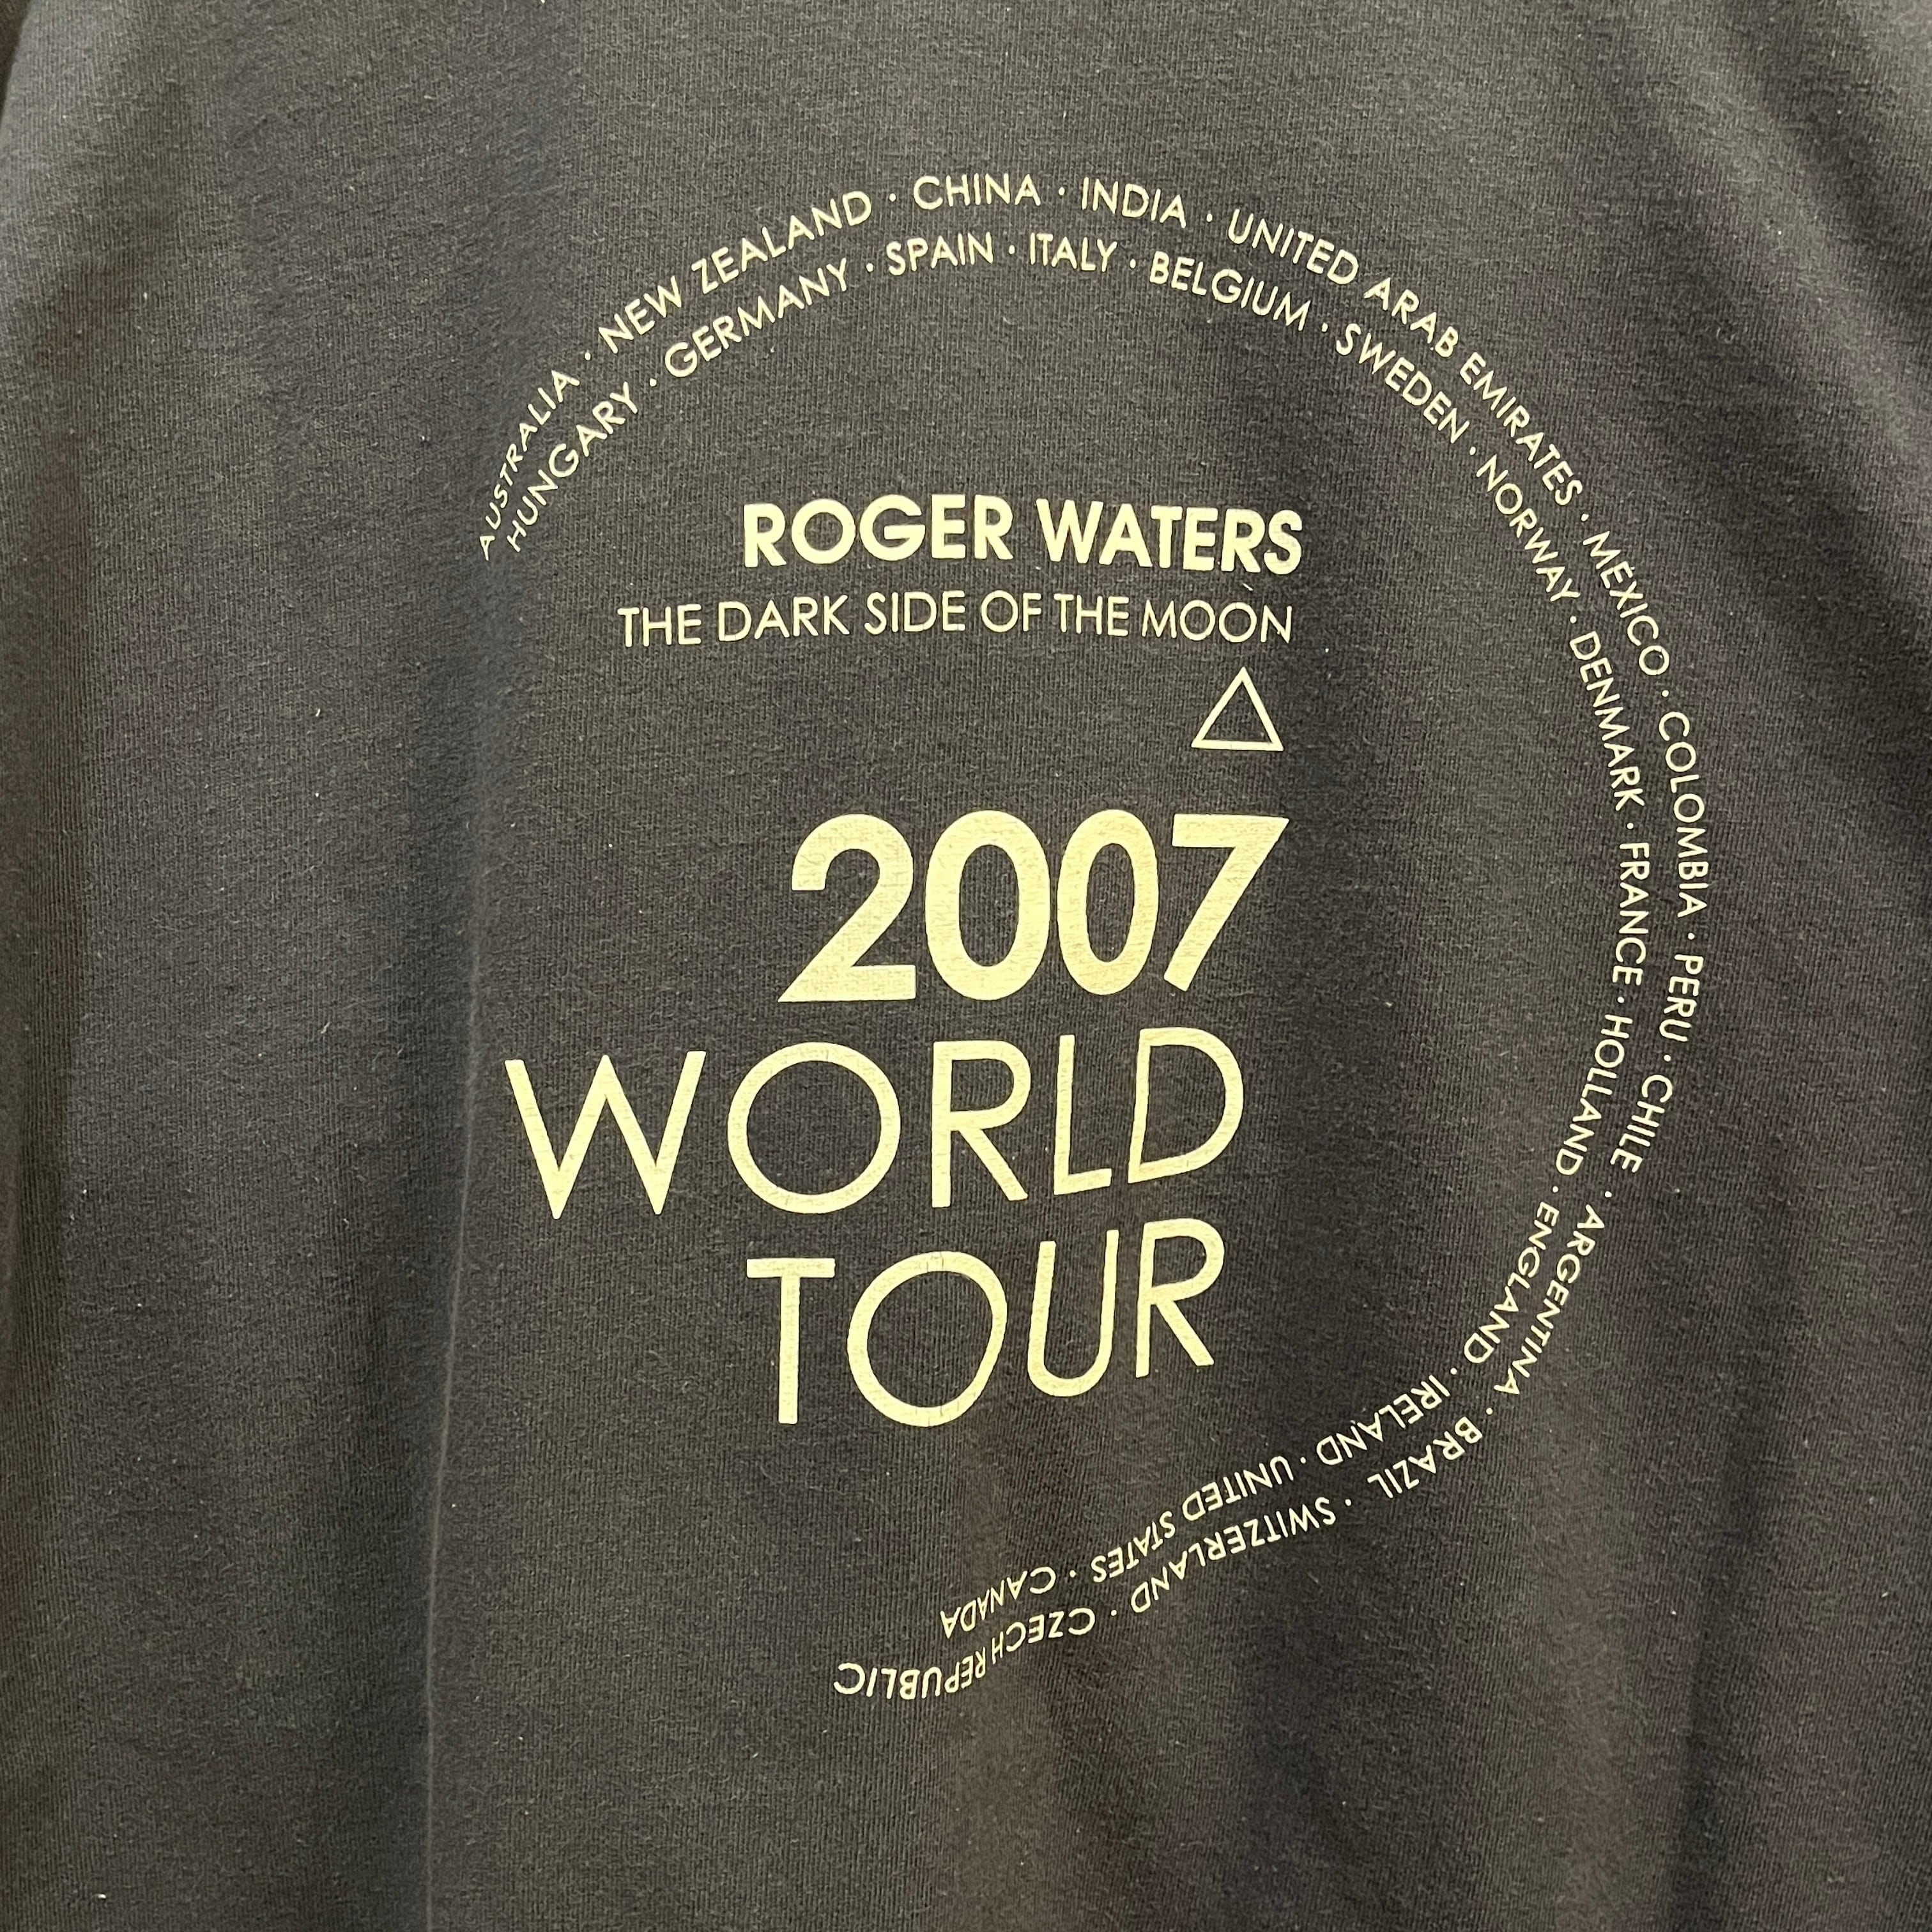 AUSTRALIA · NEW ZEALAND · CHINA · INDIA · UNITED ARAB EMIRATES · MÉXICO · COLOMBIA · PERU · CHILE · ARGENTINA · BRAZIL · SWITZERLAND · CZECH REPUBLIC
HUNGARY · GERMANY · SPAIN · ITALY · BELGIUM · SWEDEN · NORWAY · DENMARK · FRANCE · HOLLAND · ENGLAND · IRELAND · UNITED STATES · CANADA
ROGER WATERS
THE DARK SIDE OF THE MOON
2007
WORLD
TOUR